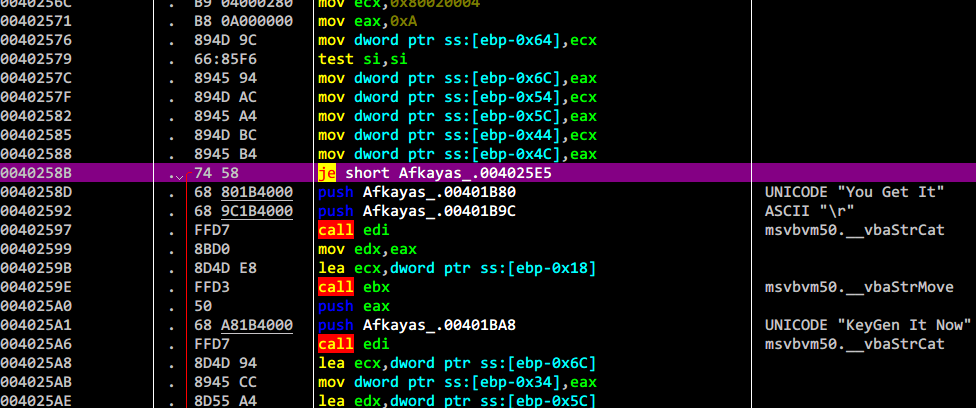 0040256C . B9 04000280 mov ecx,0x80020004
00402571 . B8 0A000000 mov eax,0xA
00402576 . 894D 9C mov dword ptr ss:[ebp-0x64],ecx
00402579 . 66:85F6 test si,si
0040257C . 8945 94 mov dword ptr ss:[ebp-0x6C],eax
0040257F . 894D AC mov dword ptr ss:[ebp-0x54],ecx
00402582 . 8945 A4 mov dword ptr ss:[ebp-0x5C],eax
00402585 . 894D BC mov dword ptr ss:[ebp-0x44],ecx
00402588 . 8945 B4 mov dword ptr ss:[ebp-0x4C],eax
0040258B . 74 58 je short Afkayas_.004025E5
0040258D . 68 801B4000 push Afkayas_.00401B80 UNICODE "You Get It"
00402592 . 68 9C1B4000 push Afkayas_.00401B9C ASCII "\r"
00402597 . FFD7 call edi msvbvm50.__vbaStrCat
00402599 . 8BD0 mov edx,eax
0040259B . 8D4D E8 lea ecx,dword ptr ss:[ebp-0x18]
0040259E . FFD3 call ebx msvbvm50.__vbaStrMove
004025A0 . 50 push eax
004025A1 . 68 A81B4000 push Afkayas_.00401BA8 UNICODE "KeyGen It Now"
004025A6 . FFD7 call edi msvbvm50.__vbaStrCat
004025A8 . 8D4D 94 lea ecx,dword ptr ss:[ebp-0x6C]
004025AB . 8945 CC mov dword ptr ss:[ebp-0x34],eax
004025AE . 8D55 A4 lea edx,dword ptr ss:[ebp-0x5C]